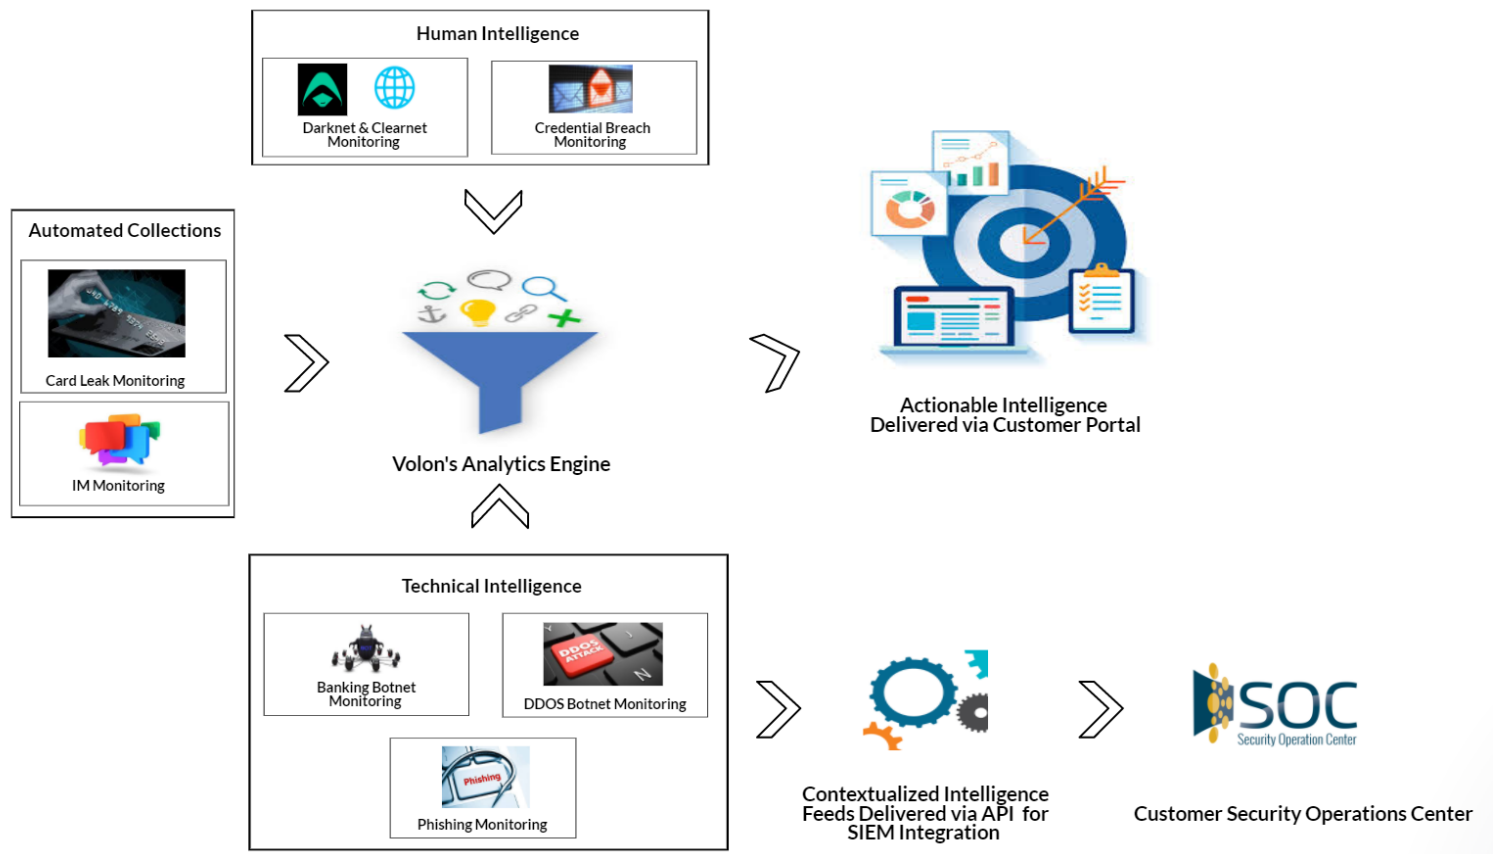 Human Intelligence
Darknet & Clearnet
Monitoring
Credential Breach
Monitoring
Automated Collections
Card Leak Monitoring
IM Monitoring
Volon's Analytics Engine
Actionable Intelligence
Delivered via Customer Portal
Technical Intelligence
Banking Botnet
Monitoring
DDOS
ATTACK
N
DDOS Botnet Monitoring
Phishing
Phishing Monitoring
Contextualized Intelligence
Feeds Delivered via API for
SIEM Integration
SOC
Security Operation Center
Customer Security Operations Center